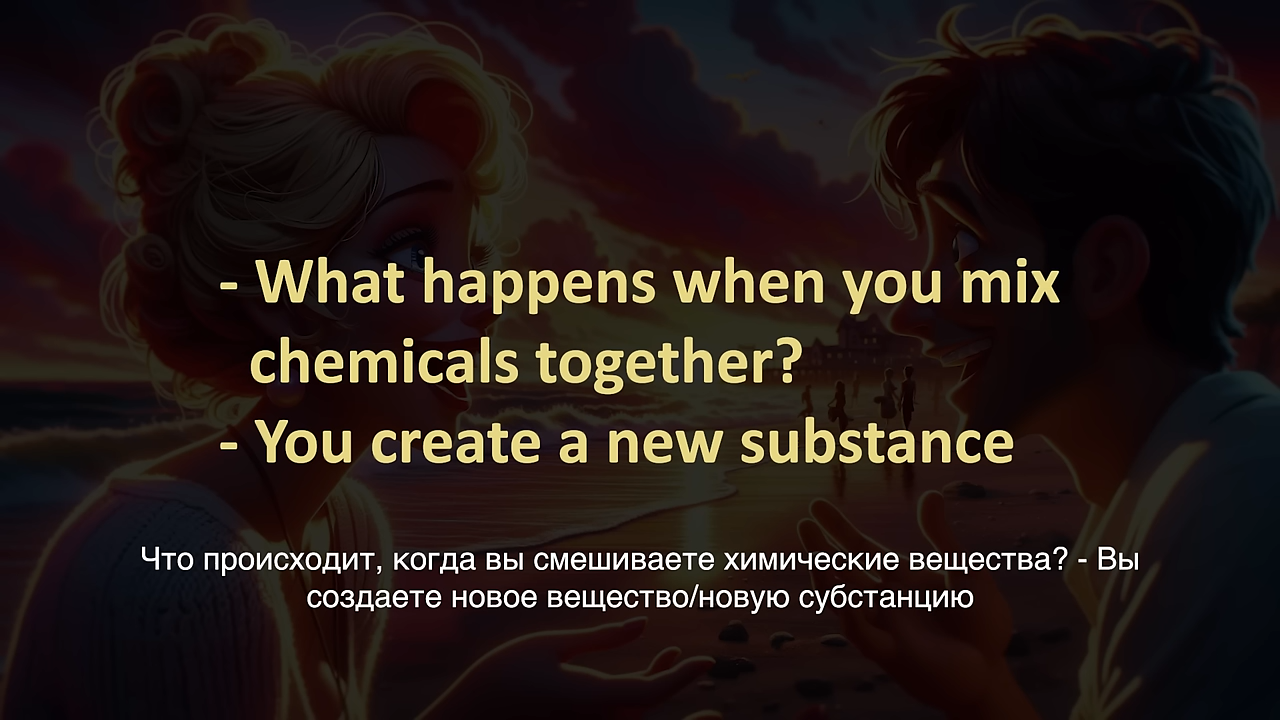 - What happens when you mix
chemicals together?
- You create a new substance
Что происходит, когда вы смешиваете химические вещества? - Вы
создаете новое вещество/новую субстанцию